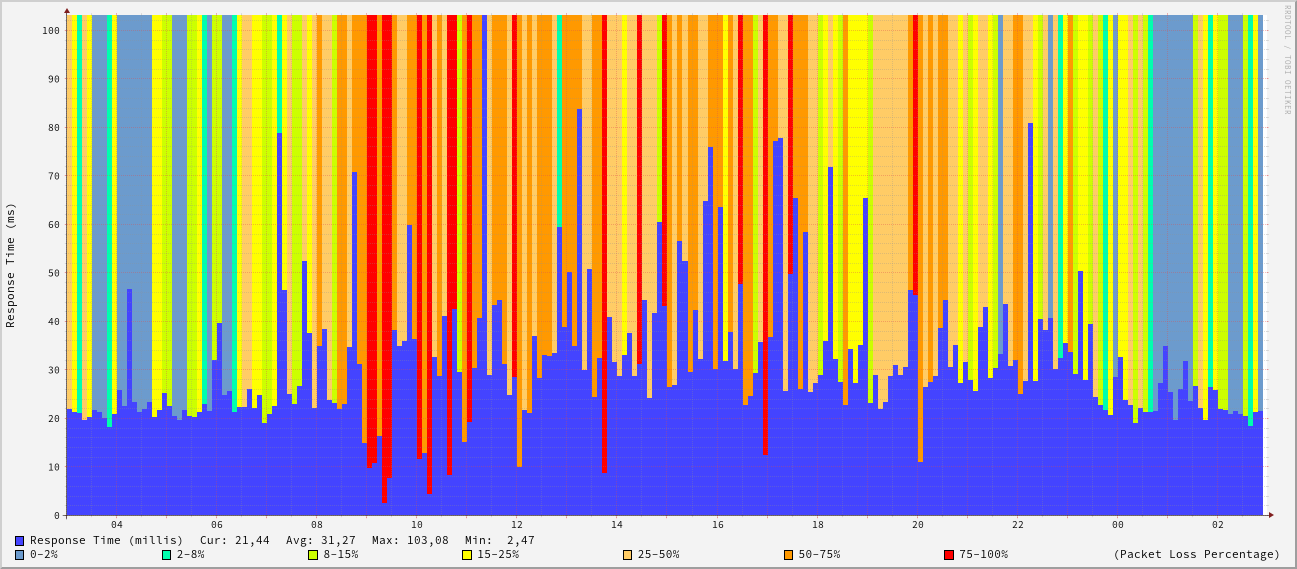 RRDTOOL / TOBI OETIKER
Response Time (ms)
100
90
80
70
60
50
40
30
20
10
0
04 06 08 10 12 14 16 18 20 22 00 02
Response Time (millis) Cur: 21,44 Avg: 31,27 Max: 103,08 Min: 2,47
0-2% 2-8% 8-15% 15-25% 25-50% 50-75% 75-100% (Packet Loss Percentage)